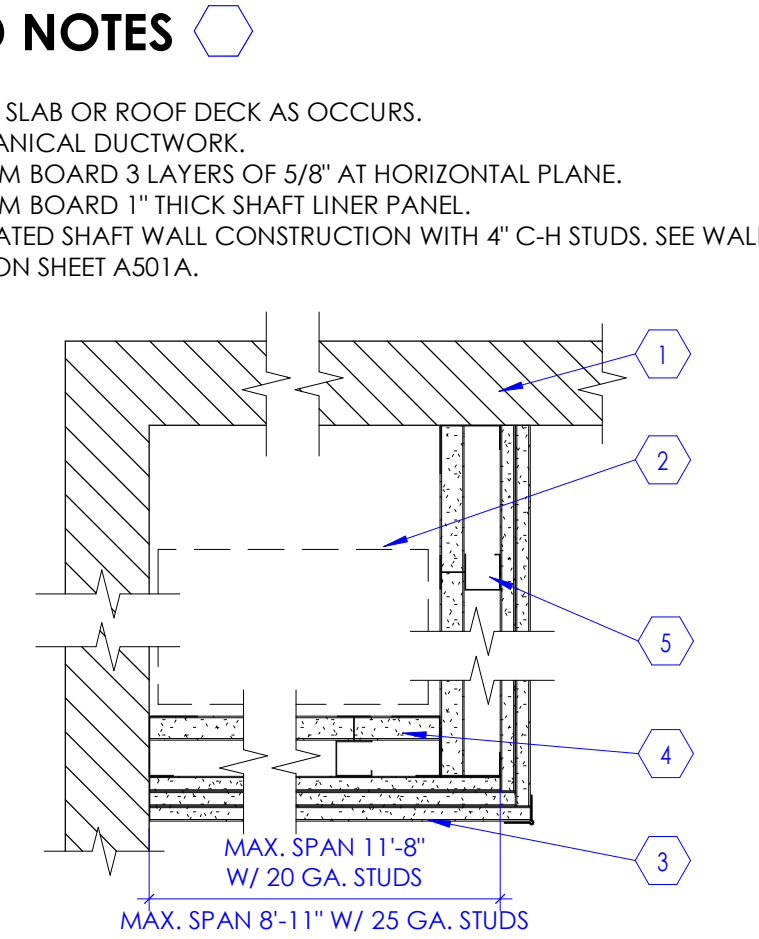 NOTES
SLAB OR ROOF DECK AS OCCURS.
ANICAL DUCTWORK.
M BOARD 3 LAYERS OF 5/8" AT HORIZONTAL PLANE.
M BOARD 1" THICK SHAFT LINER PANEL.
ATED SHAFT WALL CONSTRUCTION WITH 4" C-H STUDS. SEE WALL
ON SHEET A501A.
1
2
5
4
3
MAX. SPAN 11'-8"
W/ 20 GA. STUDS
MAX. SPAN 8'-11" W/ 25 GA. STUDS